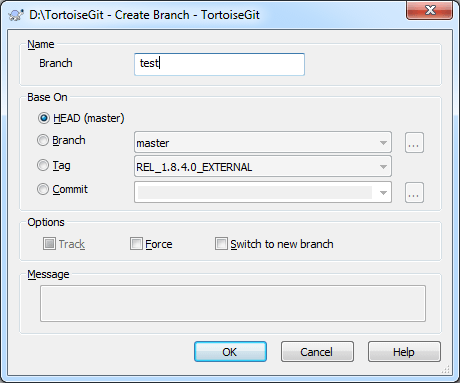 D:\TortoiseGit - Create Branch - TortoiseGit
Name
Branch test
Base On
HEAD (master)
Branch master ...
Tag REL_1.8.4.0_EXTERNAL
Commit ...
Options
Track Force Switch to new branch
Message
OK Cancel Help